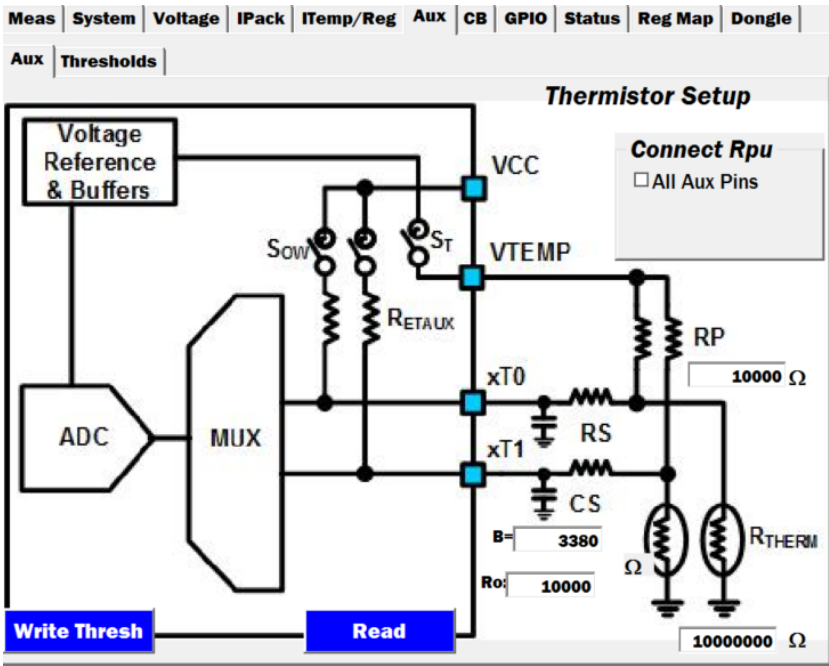 Meas System Voltage IPack ITemp/Reg Aux CB GPIO Status Reg Map Dongle
Aux Thresholds
Thermistor Setup
Voltage
Reference
& Buffers
Connect Rpu
All Aux Pins
VCC
SOW
ST
VTEMP
RETAUX
RP
10000 Ω
xT0
ADC
MUX
RS
xT1
CS
B= 3380
RTHERM
Ω
Ro: 10000
Write Thresh
Read
10000000 Ω